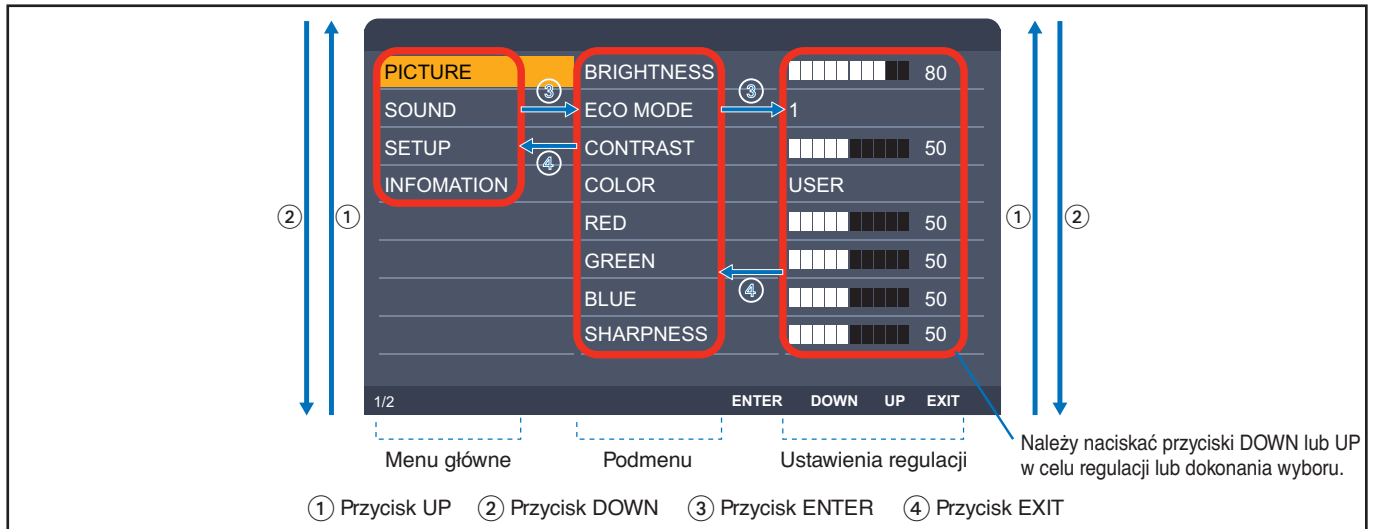 PICTURE BRIGHTNESS 80
③ ③
SOUND ECO MODE 1
SETUP CONTRAST 50
④
INFOMATION COLOR USER
② ① RED 50 ① ②
GREEN 50
④
BLUE 50
SHARPNESS 50
1/2 ENTER DOWN UP EXIT
Menu główne Podmenu Ustawienia regulacji
Należy naciskać przyciski DOWN lub UP
w celu regulacji lub dokonania wyboru.
① Przycisk UP ② Przycisk DOWN ③ Przycisk ENTER ④ Przycisk EXIT